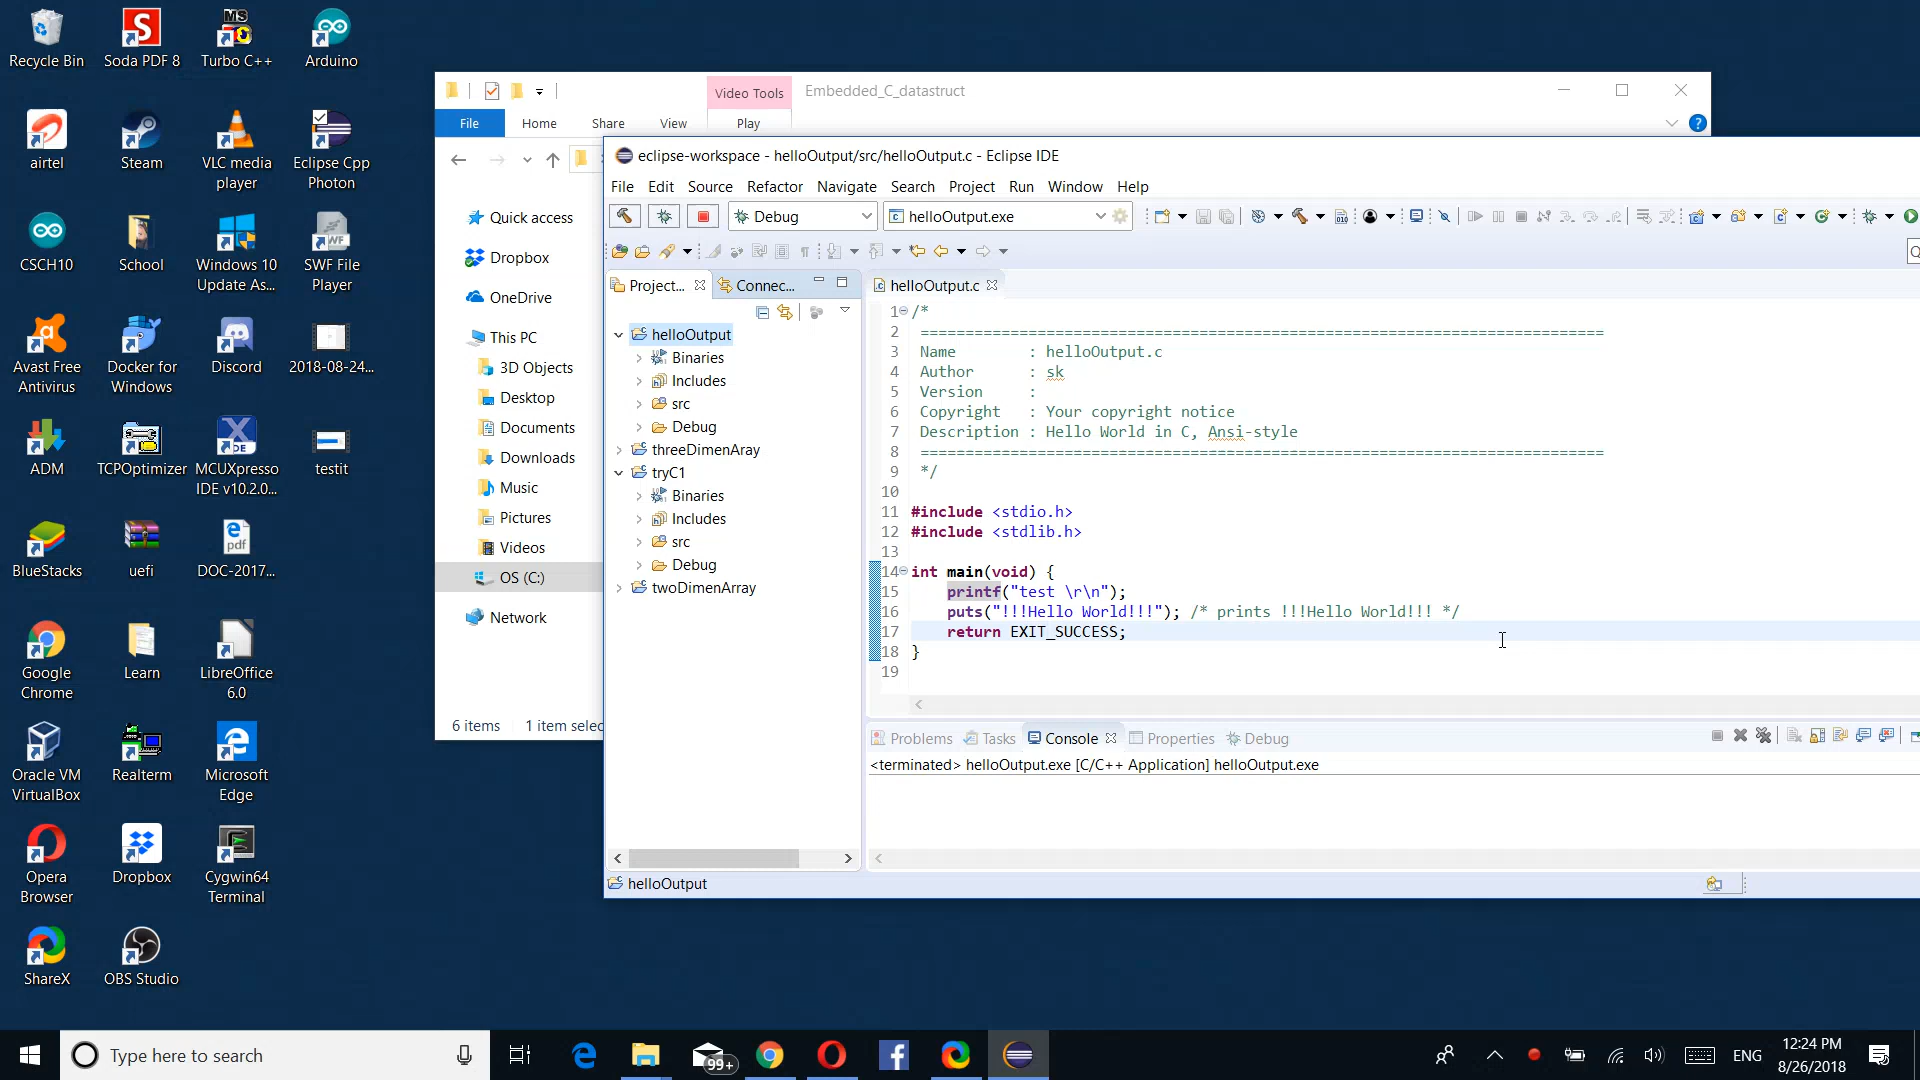 Recycle Bin
Soda PDF 8
Turbo C++
Arduino
airtel
Steam
VLC media player
Eclipse Cpp Photon
CSCH10
School
Windows 10 Update As...
SWF File Player
Avast Free Antivirus
Docker for Windows
Discord
2018-08-24...
ADM
TCPOptimizer
MCUXpresso IDE v10.2.0...
testit
BlueStacks
uefi
DOC-2017...
Google Chrome
Learn
LibreOffice 6.0
Oracle VM VirtualBox
Realterm
Microsoft Edge
Opera Browser
Dropbox
Cygwin64 Terminal
ShareX
OBS Studio
Video Tools
Embedded_C_datastruct
File Home Share View Play
Quick access
Dropbox
OneDrive
This PC
3D Objects
Desktop
Documents
Downloads
Music
Pictures
Videos
OS (C:)
Network
6 items 1 item selec
eclipse-workspace - helloOutput/src/helloOutput.c - Eclipse IDE
File Edit Source Refactor Navigate Search Project Run Window Help
Debug
helloOutput.exe
Project...
Connec...
helloOutput
Binaries
Includes
src
Debug
threeDimenAray
tryC1
Binaries
Includes
src
Debug
twoDimenArray
helloOutput.c
1 /*
2 ============================================================================
3 Name : helloOutput.c
4 Author : sk
5 Version :
6 Copyright : Your copyright notice
7 Description : Hello World in C, Ansi-style
8 ============================================================================
9 */
10
11 #include <stdio.h>
12 #include <stdlib.h>
13
14 int main(void) {
15 printf("test \r\n");
16 puts("!!!Hello World!!!"); /* prints !!!Hello World!!! */
17 return EXIT_SUCCESS;
18 }
19
Problems Tasks Console Properties Debug
<terminated> helloOutput.exe [C/C++ Application] helloOutput.exe
helloOutput
Type here to search
99+
ENG
12:24 PM
8/26/2018